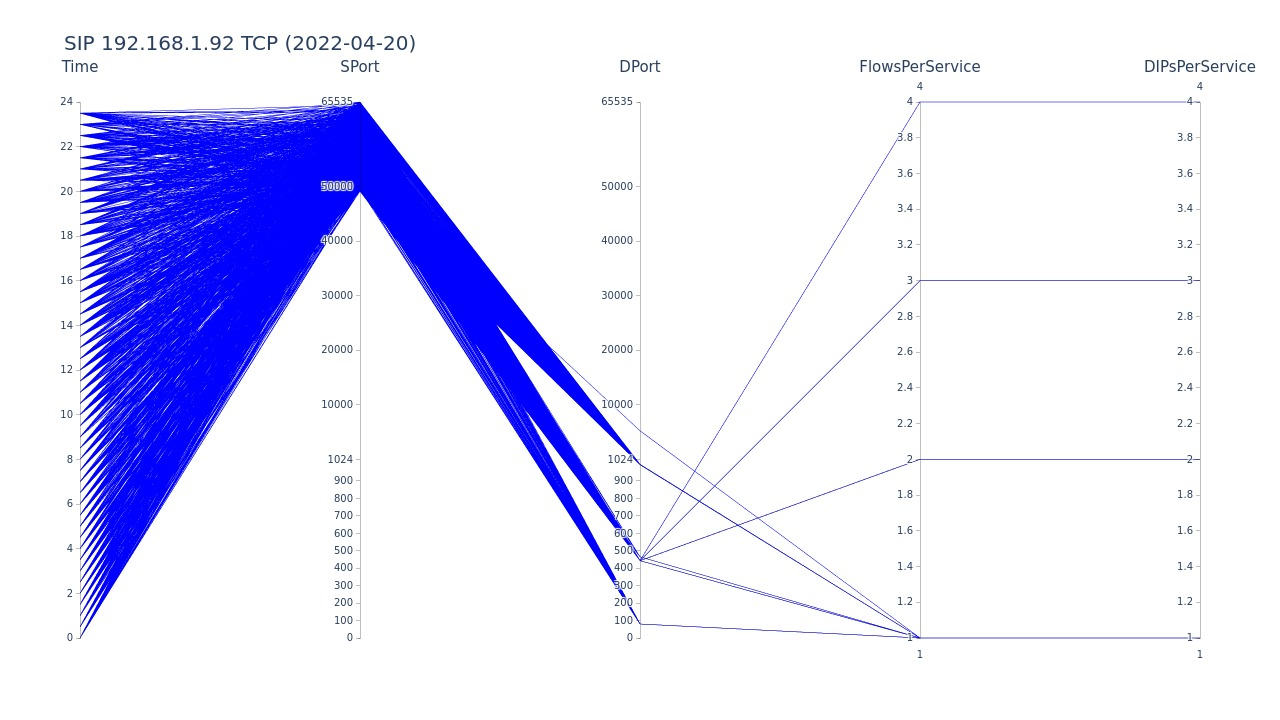 SIP 192.168.1.92 TCP (2022-04-20)
Time SPort DPort FlowsPerService DIPsPerService
4 4
24 65535 65535 4 4
3.8 3.8
22
3.6 3.6
20 50000 50000
3.4 3.4
18 40000 40000 3.2 3.2
16 3 3
30000 30000
2.8 2.8
14
20000 20000 2.6 2.6
12
2.4 2.4
10 10000 10000
2.2 2.2
8 1024 1024 2 2
900 900
800 800 1.8 1.8
6 700 700
600 600 1.6 1.6
4 500 500
400 400 1.4 1.4
2 300 300
200 200 1.2 1.2
100 100
0 0 0 1 1
1 1